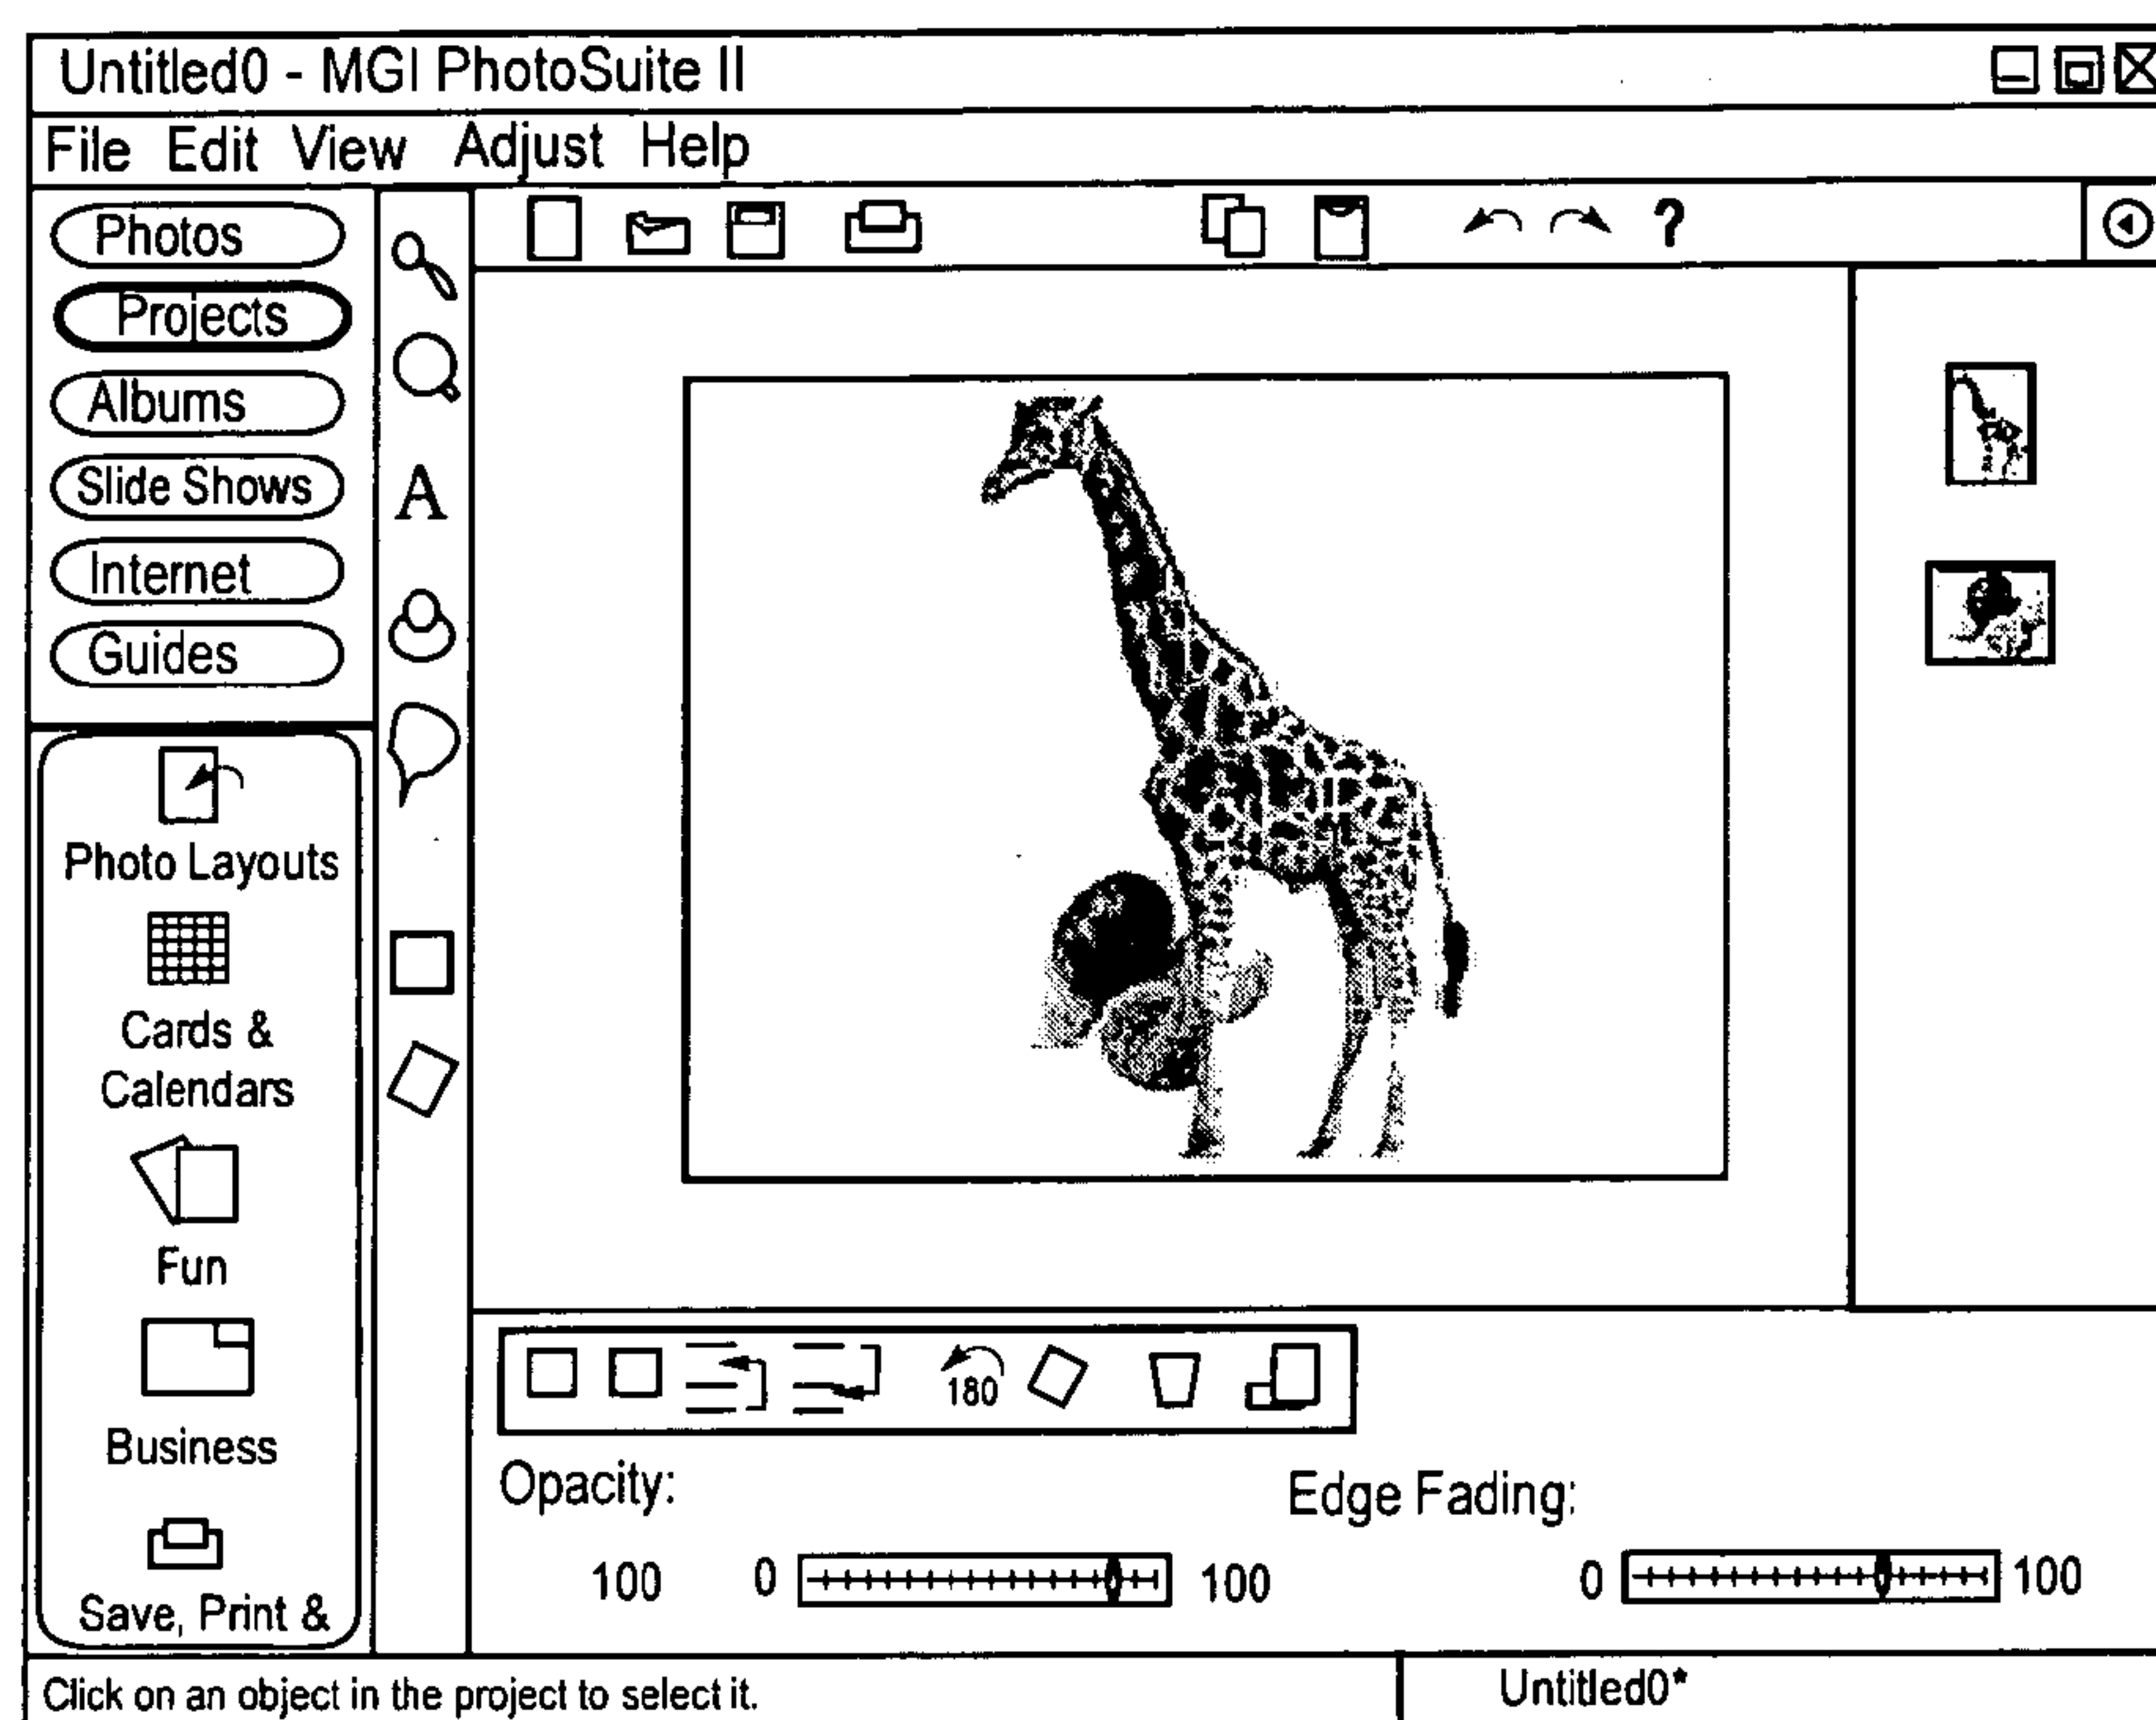 Untitled0 - MGI PhotoSuite II
File Edit View Adjust Help
Photos
Projects
Albums
Slide Shows
Internet
Guides
A
?
Photo Layouts
Cards &
Calendars
Fun
Business
Save, Print &
180
Opacity:
Edge Fading:
100 0 100
0 100
Click on an object in the project to select it.
Untitled0*